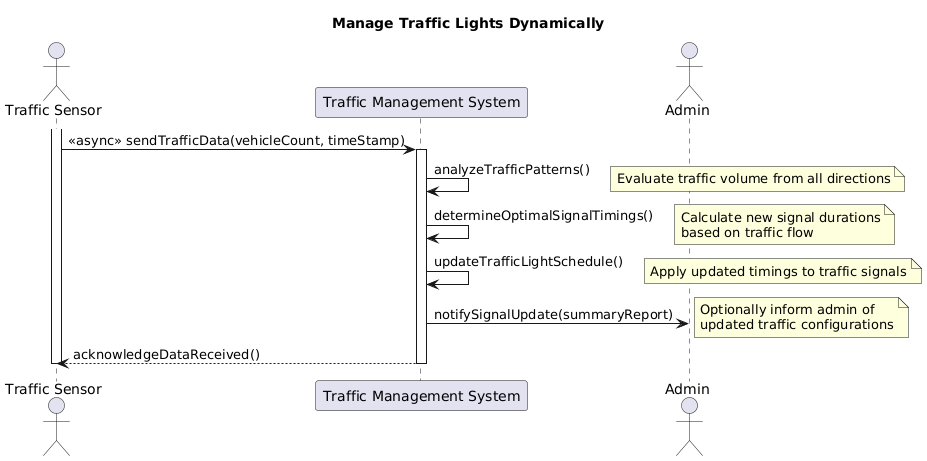 Manage Traffic Lights Dynamically
Traffic Sensor
Traffic Management System
Admin
«async» sendTrafficData(vehicleCount, timeStamp)
analyzeTrafficPatterns()
Evaluate traffic volume from all directions
determineOptimalSignalTimings()
Calculate new signal durations
based on traffic flow
updateTrafficLightSchedule()
Apply updated timings to traffic signals
notifySignalUpdate(summaryReport)
Optionally inform admin of
updated traffic configurations
acknowledgeDataReceived()
Traffic Sensor
Traffic Management System
Admin